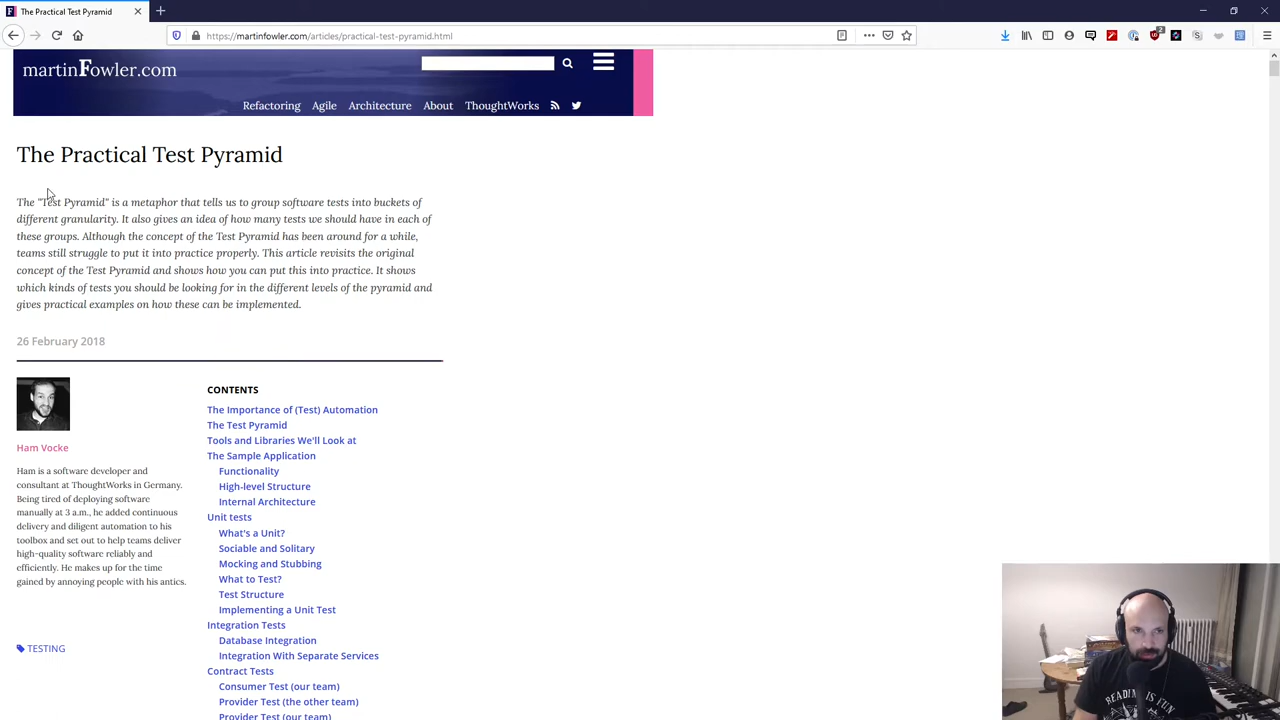 The Practical Test Pyramid
https://martinfowler.com/articles/practical-test-pyramid.html
martinFowler.com
Refactoring Agile Architecture About ThoughtWorks
The Practical Test Pyramid
The "Test Pyramid" is a metaphor that tells us to group software tests into buckets of
different granularity. It also gives an idea of how many tests we should have in each of
these groups. Although the concept of the Test Pyramid has been around for a while,
teams still struggle to put it into practice properly. This article revisits the original
concept of the Test Pyramid and shows how you can put this into practice. It shows
which kinds of tests you should be looking for in the different levels of the pyramid and
gives practical examples on how these can be implemented.
26 February 2018
Ham Vocke
Ham is a software developer and
consultant at ThoughtWorks in Germany.
Being tired of deploying software
manually at 3 a.m., he added continuous
delivery and diligent automation to his
toolbox and set out to help teams deliver
high-quality software reliably and
efficiently. He makes up for the time
gained by annoying people with his antics.
TESTING
CONTENTS
The Importance of (Test) Automation
The Test Pyramid
Tools and Libraries We'll Look at
The Sample Application
Functionality
High-level Structure
Internal Architecture
Unit tests
What's a Unit?
Sociable and Solitary
Mocking and Stubbing
What to Test?
Test Structure
Implementing a Unit Test
Integration Tests
Database Integration
Integration With Separate Services
Contract Tests
Consumer Test (our team)
Provider Test (the other team)
Provider Test (our team)
READING IS FUN